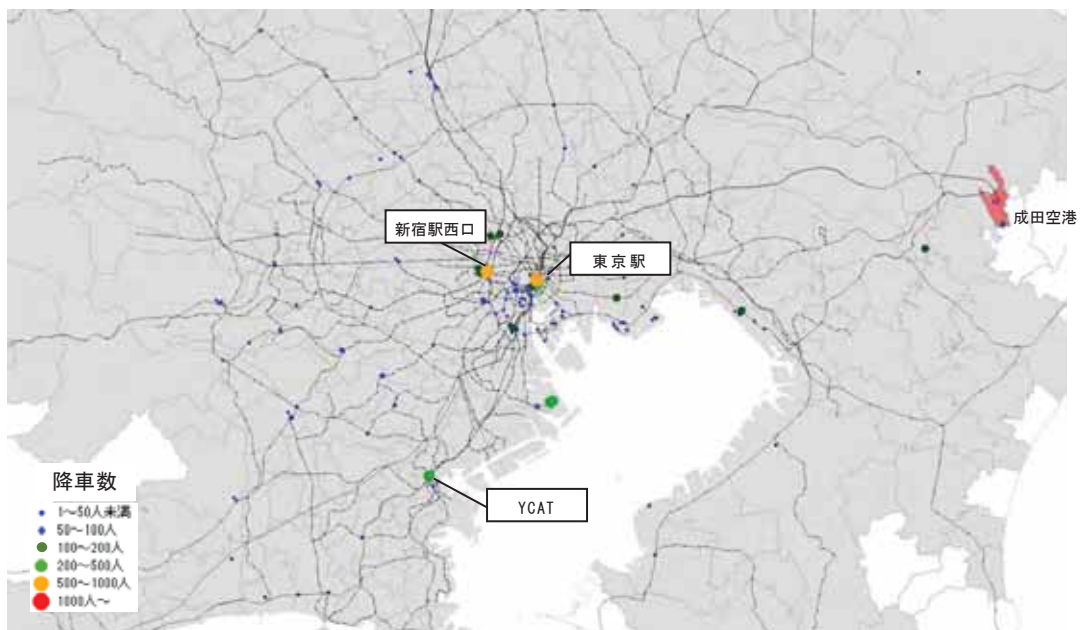 新宿駅西口
東京駅
成田空港
YCAT
降車数
1～50人未満
50～100人
100～200人
200～500人
500～1000人
1000人～